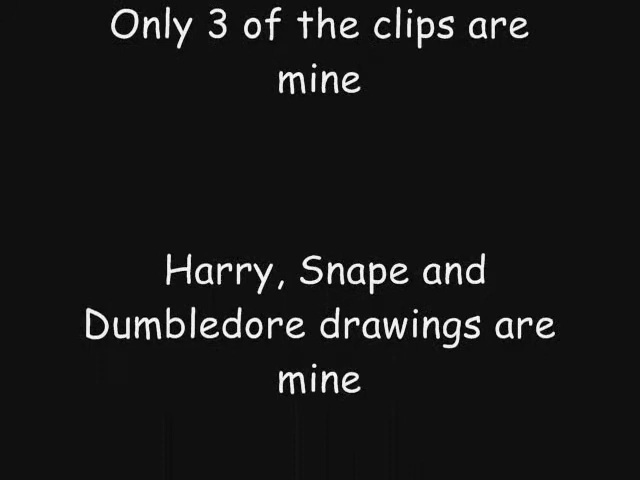 Only 3 of the clips are
mine
Harry, Snape and
Dumbledore drawings are
mine